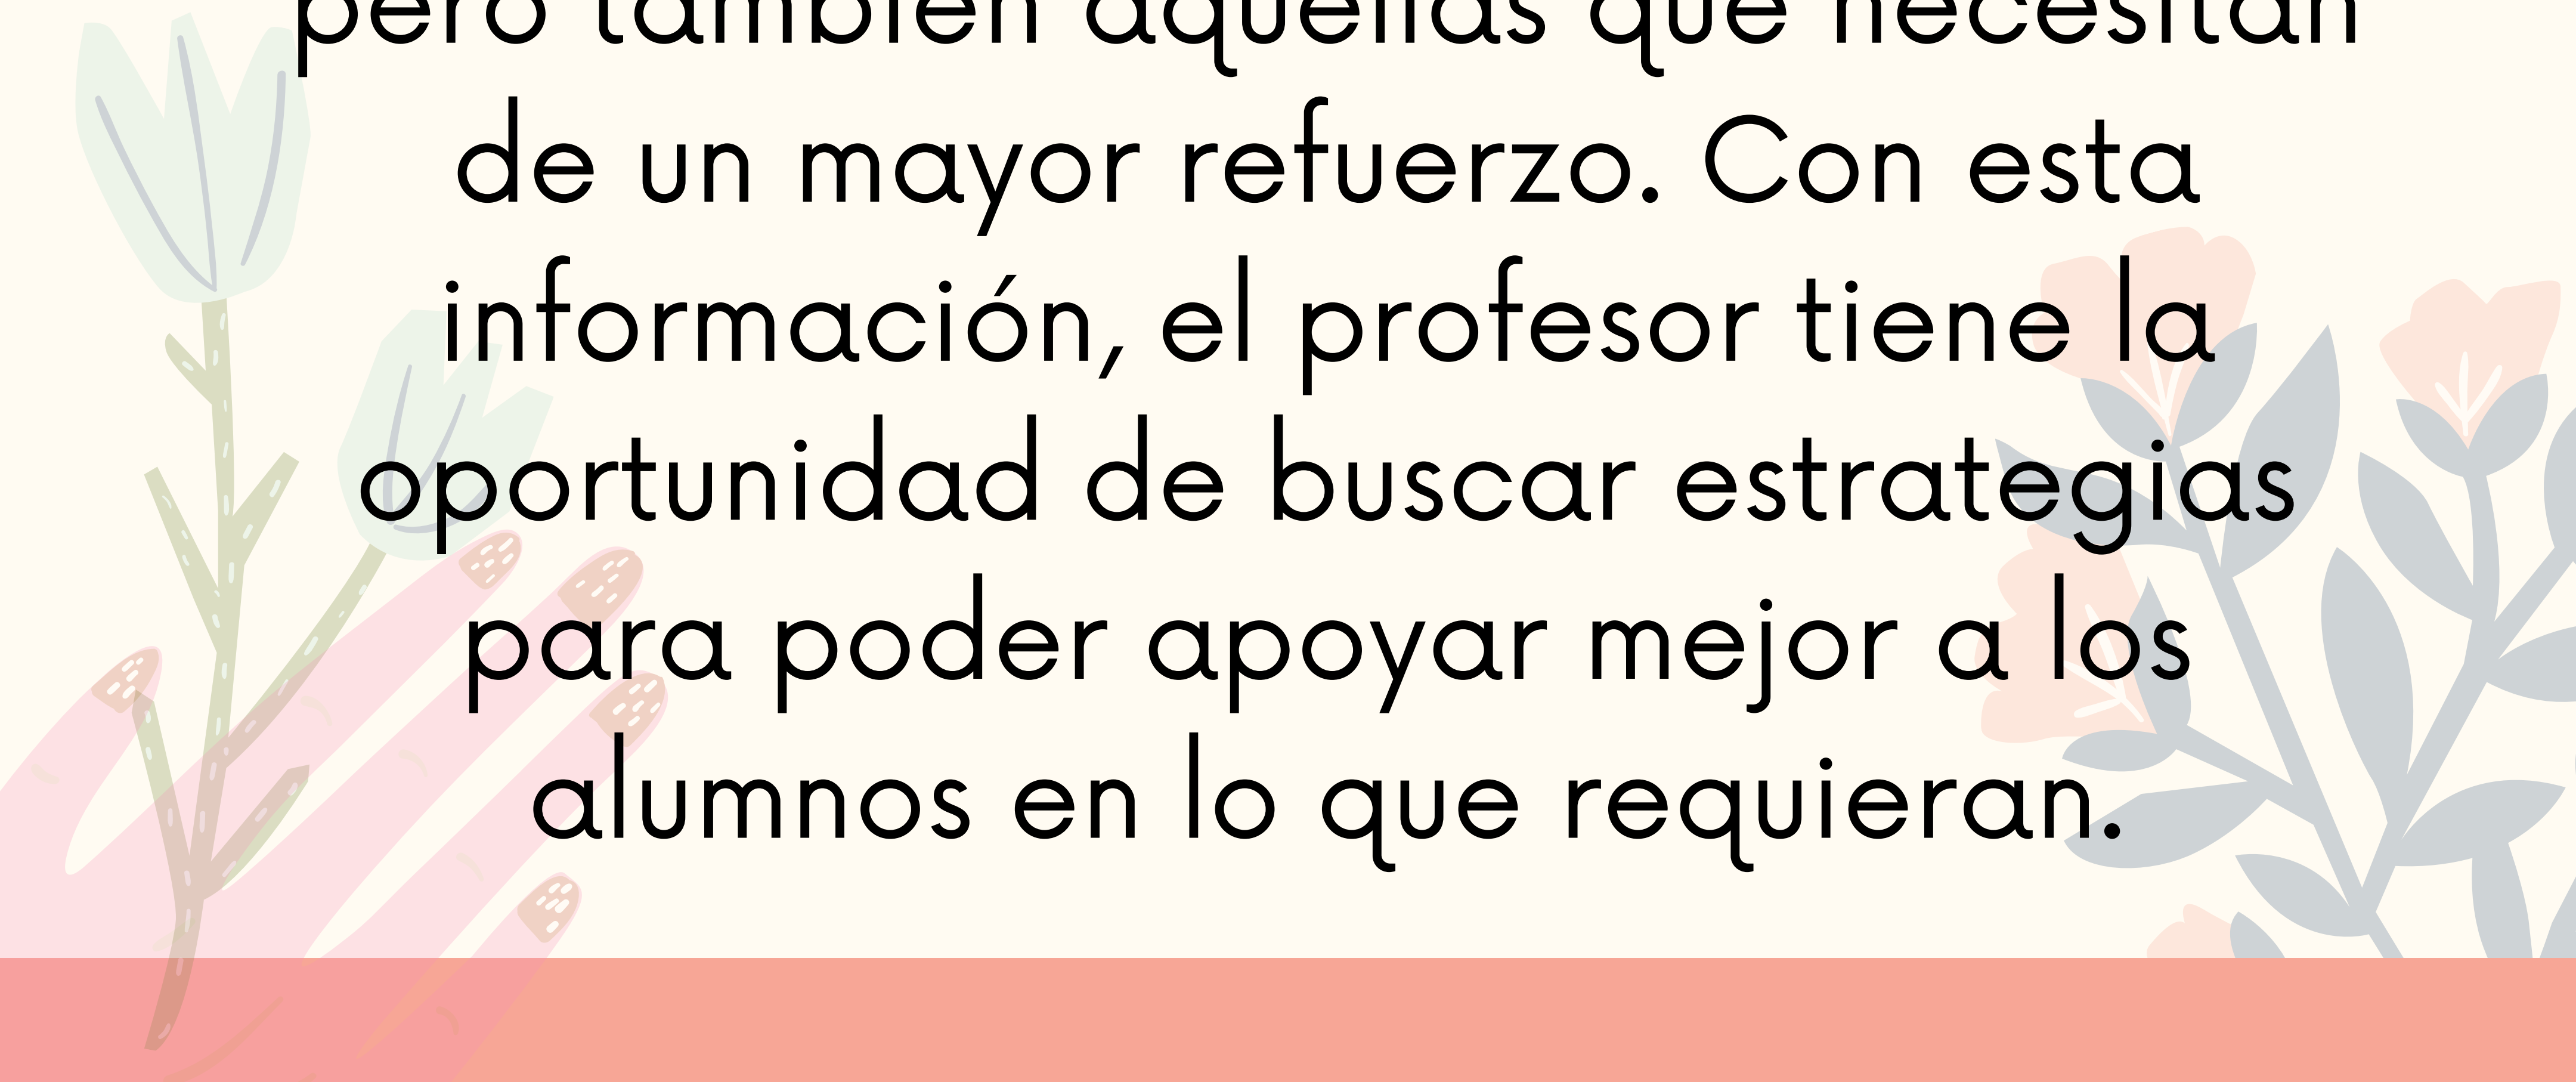 pero también aquellas que necesitan
de un mayor refuerzo. Con esta
información, el profesor tiene la
oportunidad de buscar estrategias
para poder apoyar mejor a los
alumnos en lo que requieran.